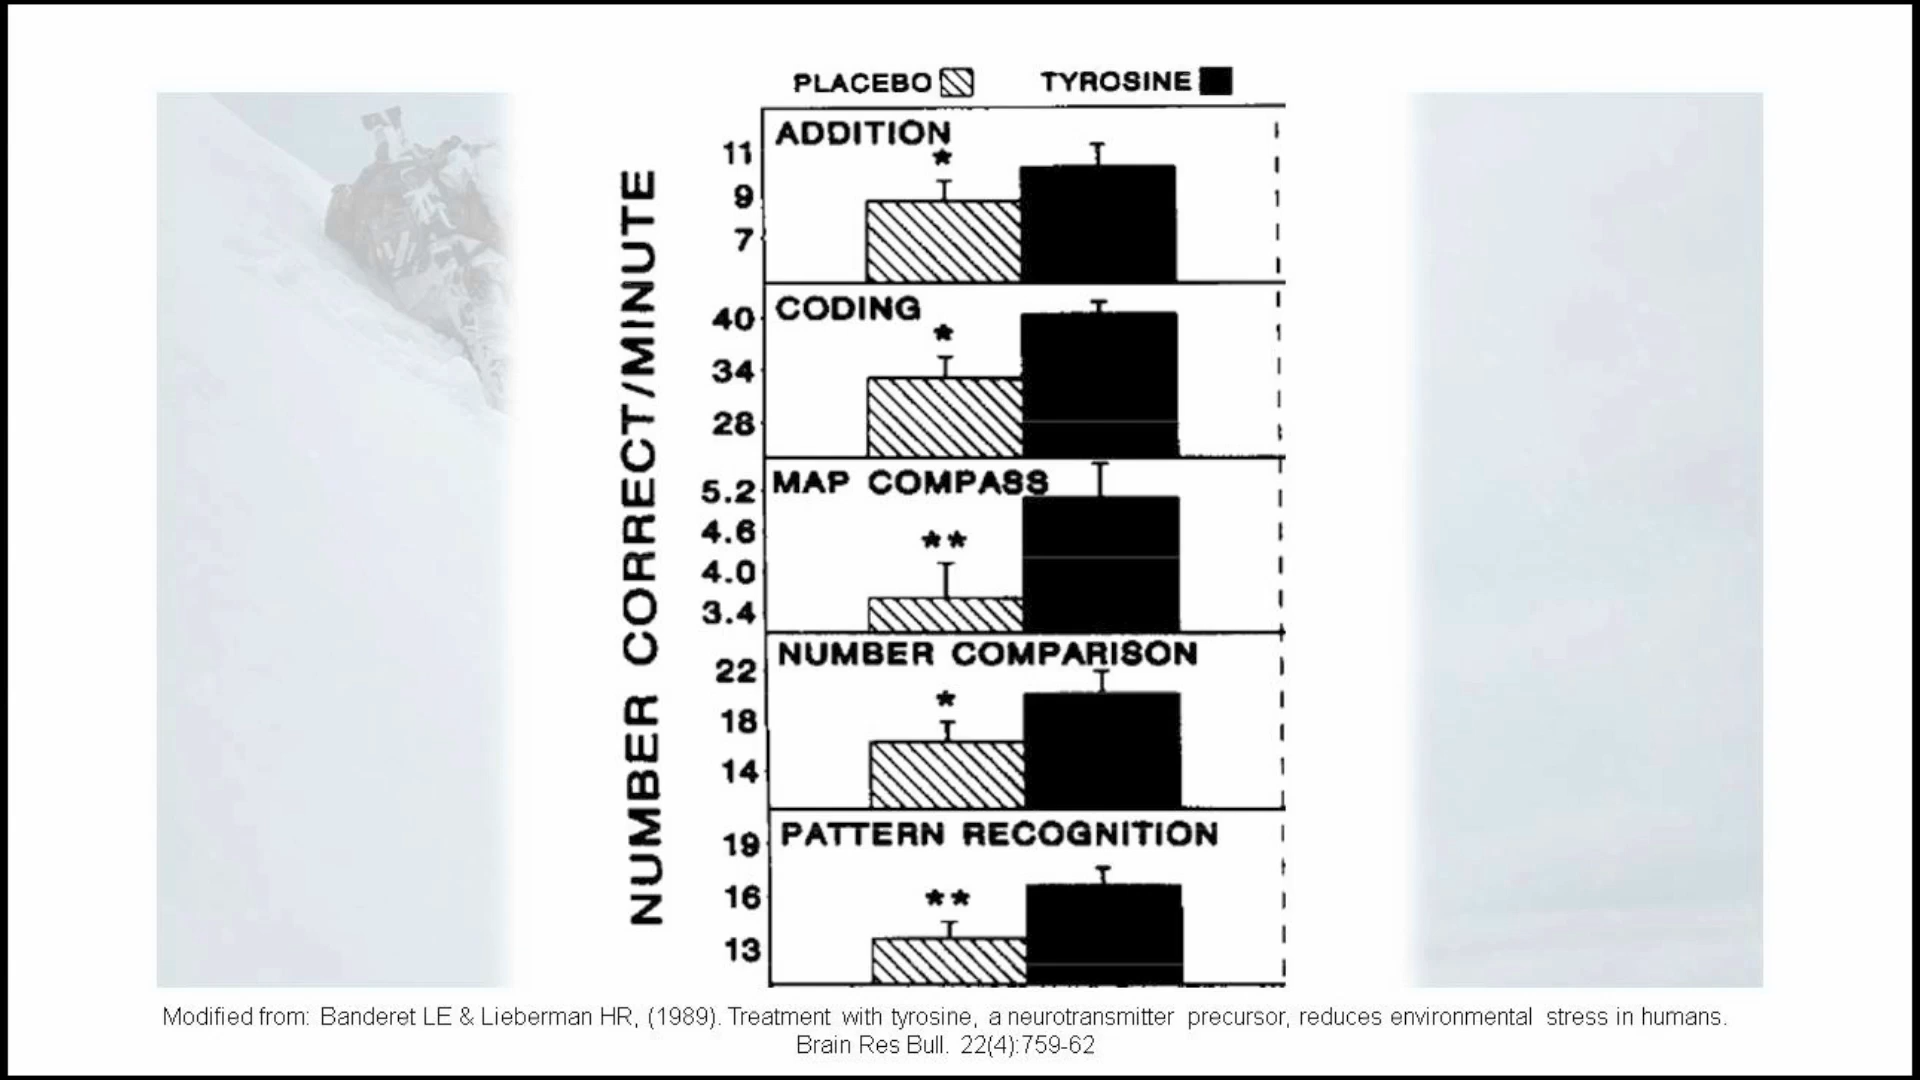 PLACEBO TYROSINE
NUMBER CORRECT/MINUTE
ADDITION
11
*
9
7
CODING
40
*
34
28
MAP COMPASS
5.2
4.6
**
4.0
3.4
NUMBER COMPARISON
22
*
18
14
PATTERN RECOGNITION
19
16
**
13
Modified from: Banderet LE & Lieberman HR, (1989). Treatment with tyrosine, a neurotransmitter precursor, reduces environmental stress in humans.
Brain Res Bull. 22(4):759-62